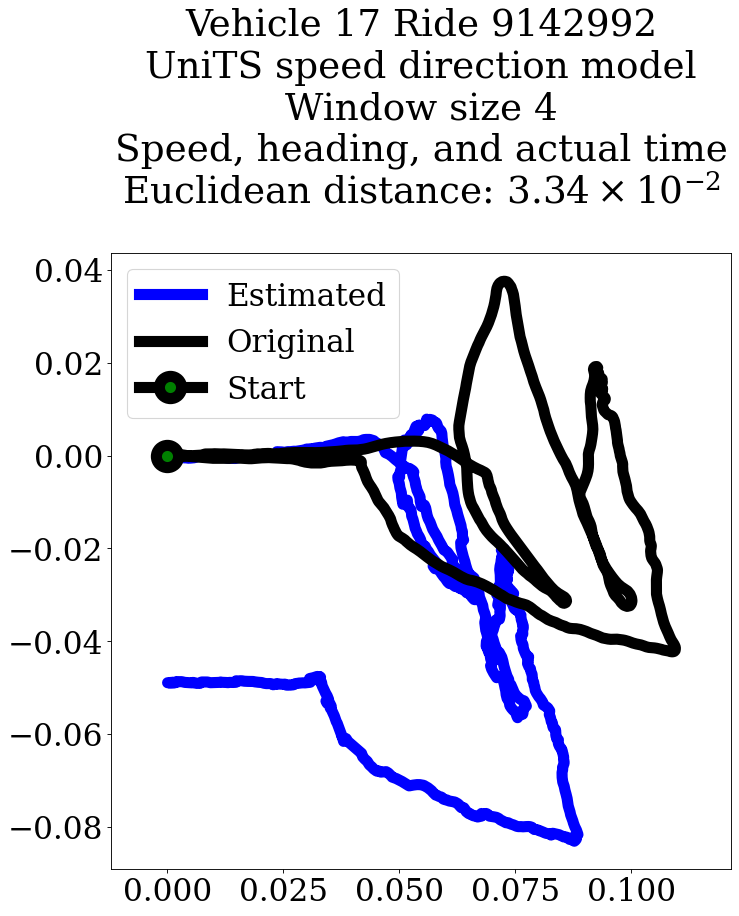 Vehicle 17 Ride 9142992
UniTS speed direction model
Window size 4
Speed, heading, and actual time
Euclidean distance: 3.34 × 10⁻²
Estimated
Original
Start
0.04
0.02
0.00
−0.02
−0.04
−0.06
−0.08
0.000 0.025 0.050 0.075 0.100